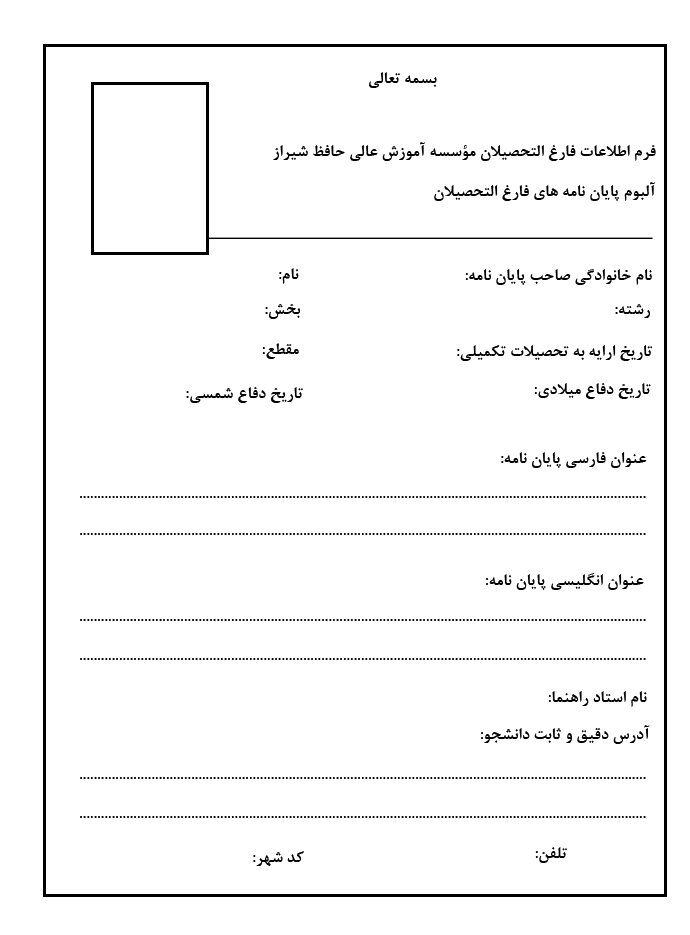 بسمه تعالی
فرم اطلاعات فارغ التحصیلان مؤسسه آموزش عالی حافظ شیراز
آلبوم پایان نامه های فارغ التحصیلان
نام خانوادگی صاحب پایان نامه: نام:
رشته: بخش:
تاریخ ارایه به تحصیلات تکمیلی: مقطع:
تاریخ دفاع میلادی: تاریخ دفاع شمسی:
عنوان فارسی پایان نامه:
عنوان انگلیسی پایان نامه:
نام استاد راهنما:
آدرس دقیق و ثابت دانشجو:
تلفن: کد شهر: